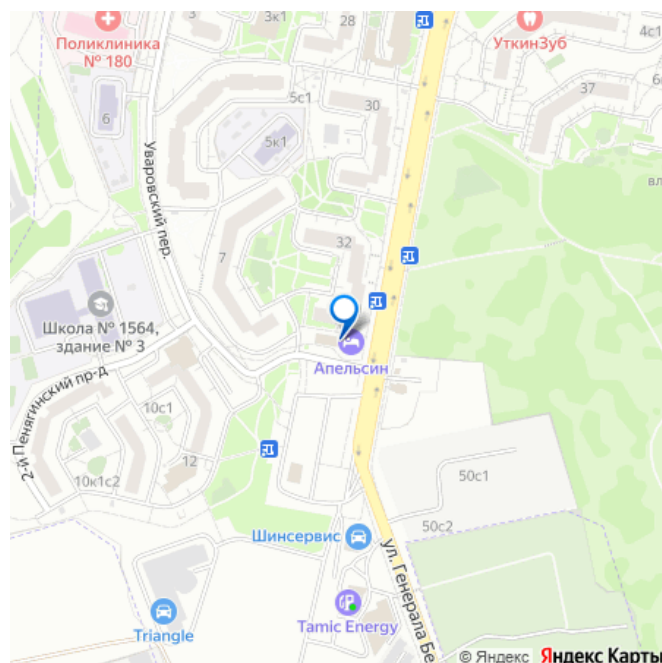 28
3к1
3
4с1
Поликлиника
№ 180
УткинЗуб
37
5с1
30
6
5к1
Уваровский пер.
вл
32
7
Школа № 1564,
здание № 3
Апельсин
2-й Пенягинский пр-д
10с1
12
10к1с2
50с1
50с2
Шинсервис
ул. Генерала Бе
Tamic Energy
Triangle
© Яндекс Яндекс Карты